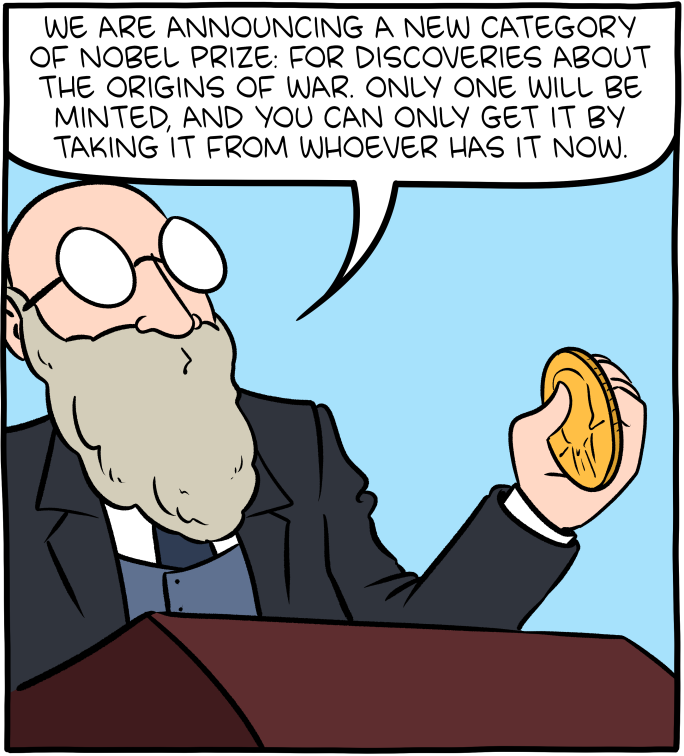 WE ARE ANNOUNCING A NEW CATEGORY
OF NOBEL PRIZE: FOR DISCOVERIES ABOUT
THE ORIGINS OF WAR. ONLY ONE WILL BE
MINTED, AND YOU CAN ONLY GET IT BY
TAKING IT FROM WHOEVER HAS IT NOW.